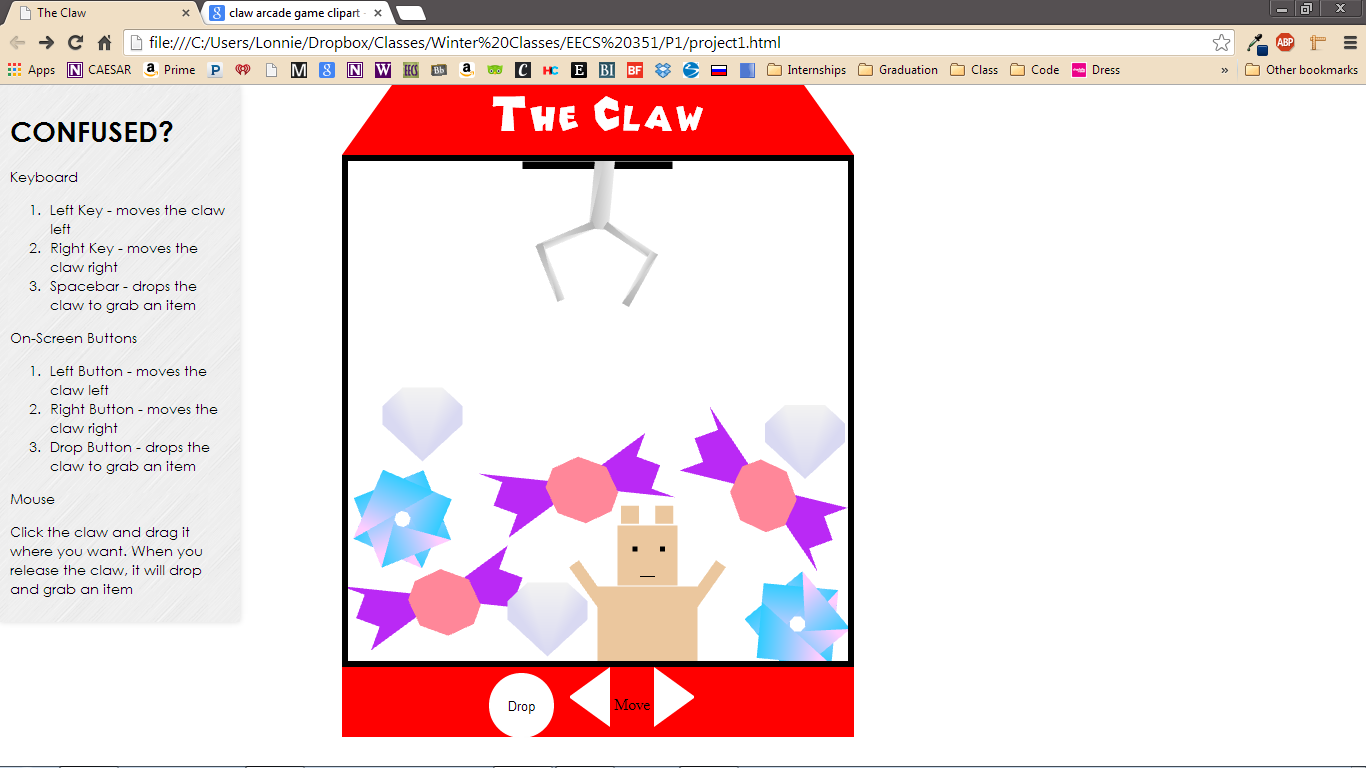 The Claw
claw arcade game clipart -
file:///C:/Users/Lonnie/Dropbox/Classes/Winter%20Classes/EECS%20351/P1/project1.html
Apps CAESAR Prime Internships Graduation Class Code Dress » Other bookmarks
The Claw
CONFUSED?
Keyboard
1. Left Key - moves the claw
left
2. Right Key - moves the
claw right
3. Spacebar - drops the
claw to grab an item
On-Screen Buttons
1. Left Button - moves the
claw left
2. Right Button - moves the
claw right
3. Drop Button - drops the
claw to grab an item
Mouse
Click the claw and drag it
where you want. When you
release the claw, it will drop
and grab an item
Drop
Move